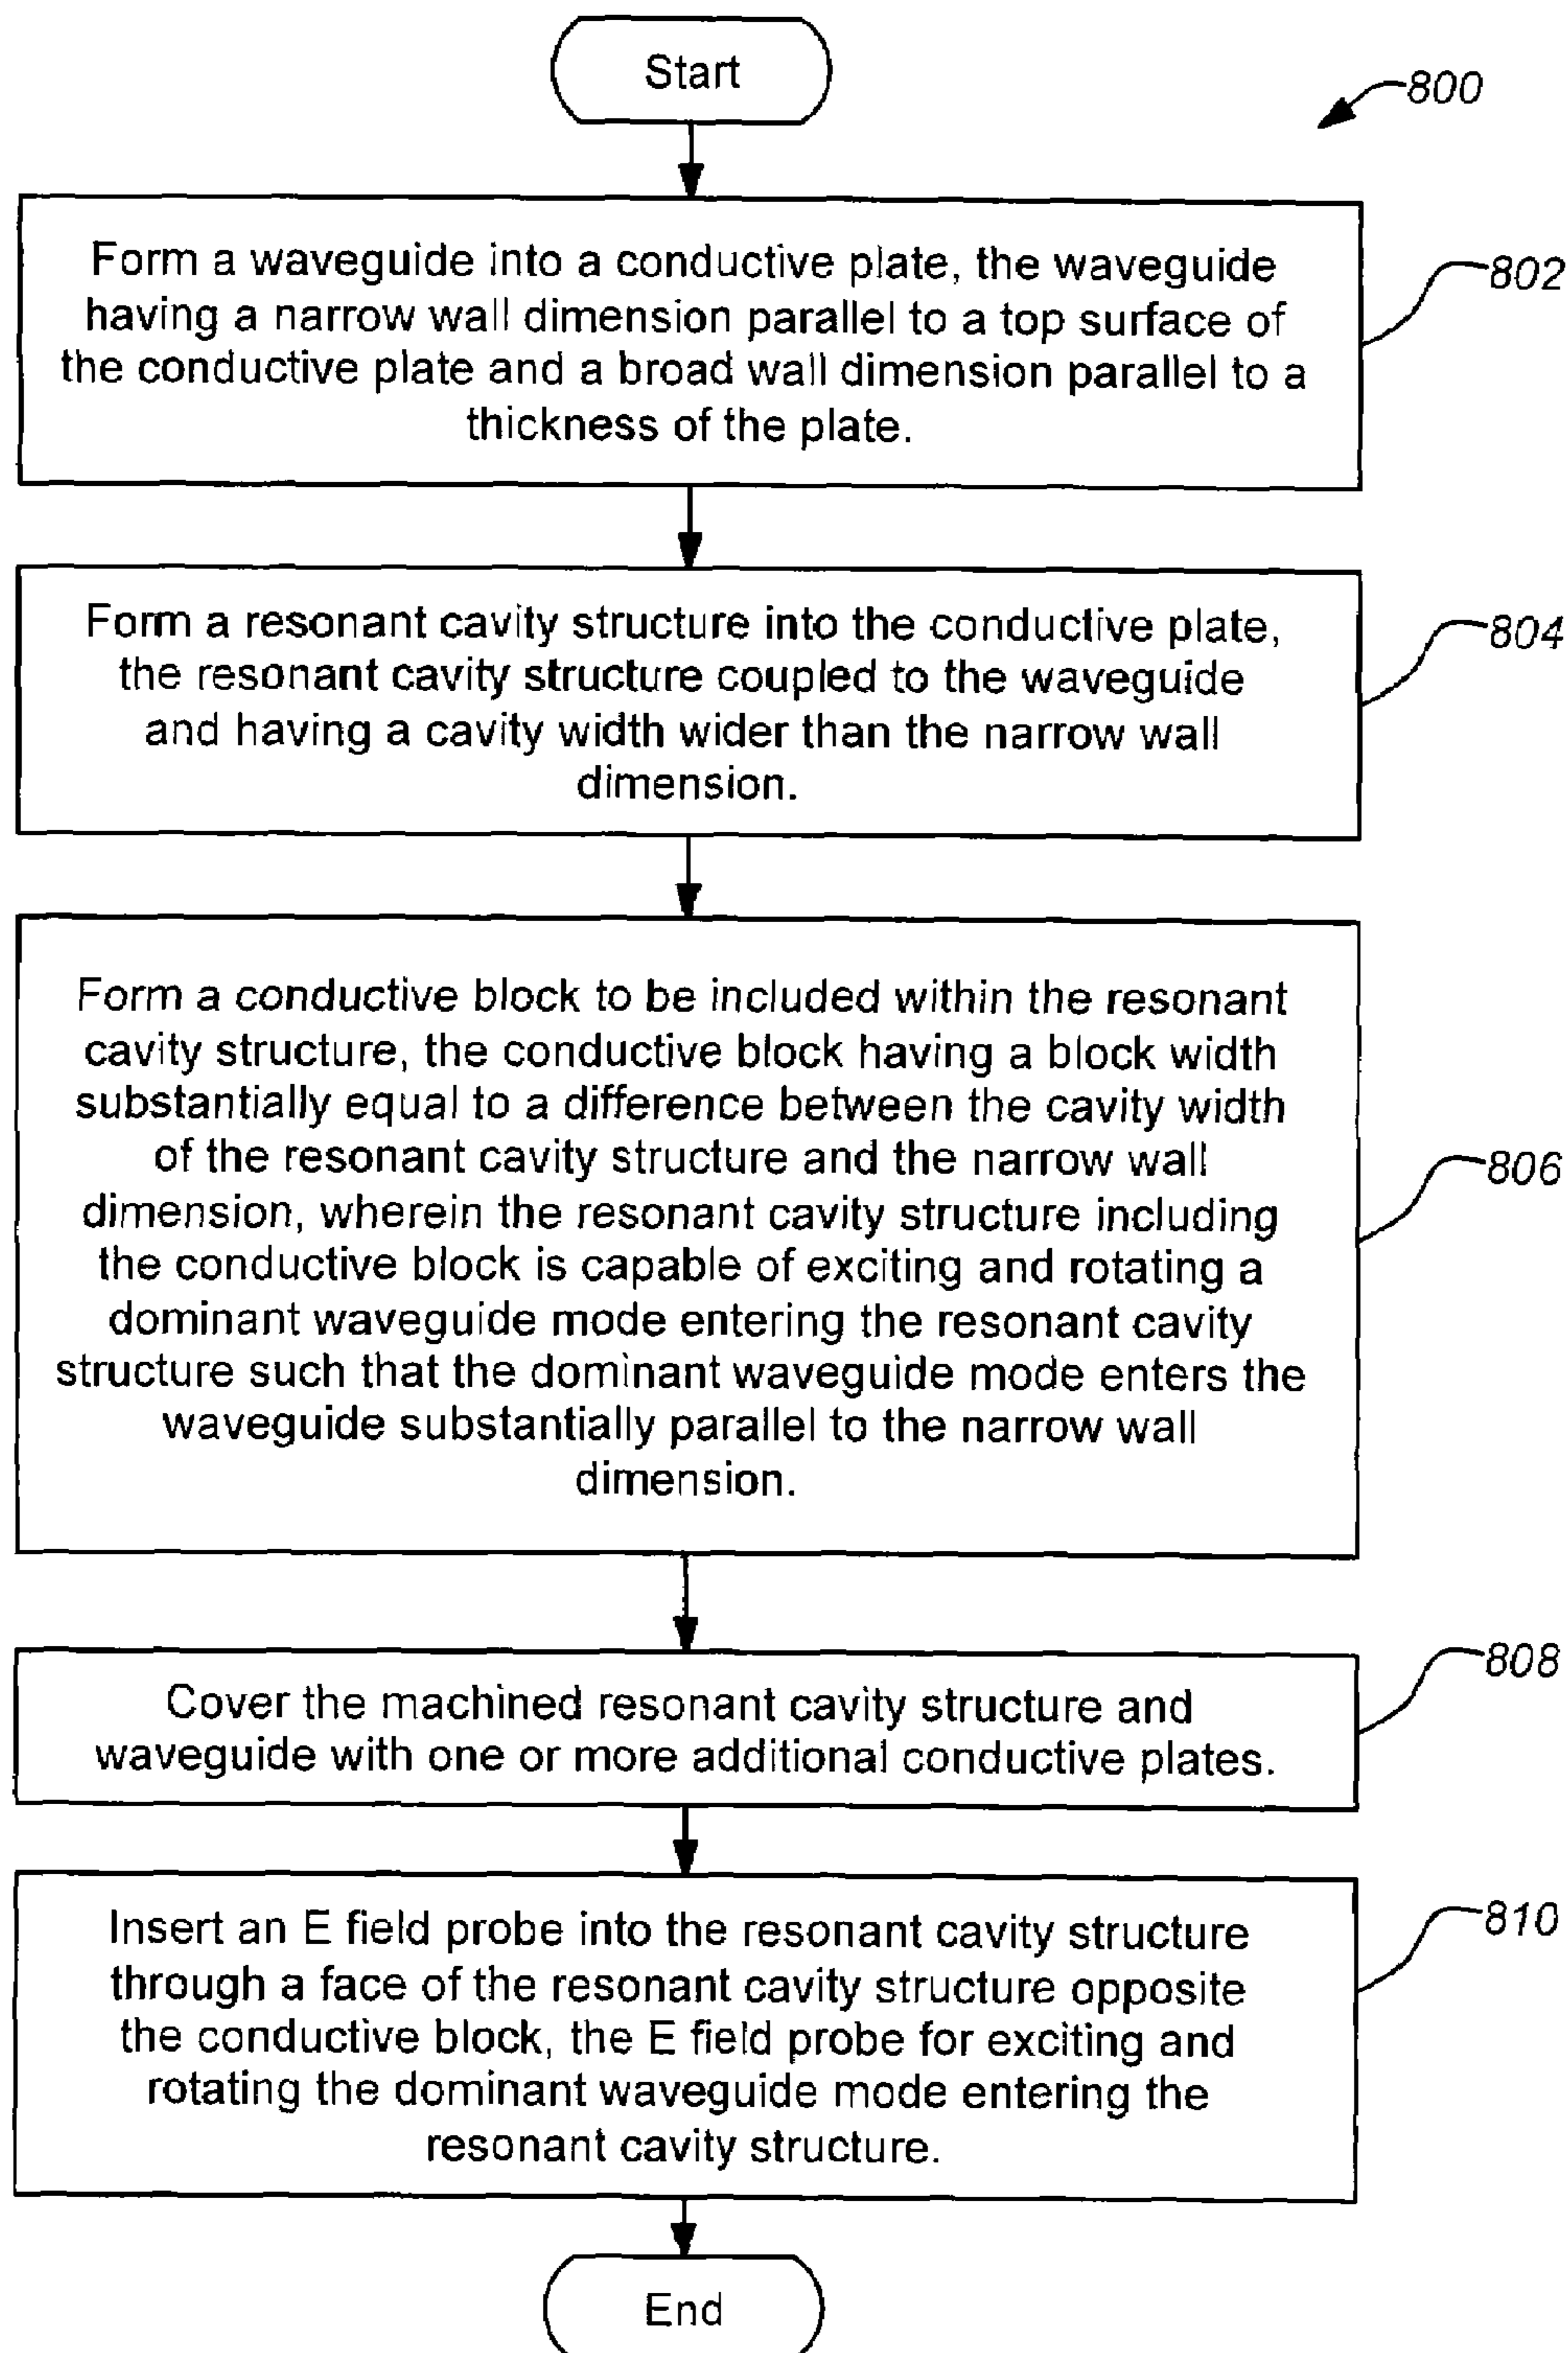 Start
800
Form a waveguide into a conductive plate, the waveguide
having a narrow wall dimension parallel to a top surface of
the conductive plate and a broad wall dimension parallel to a
thickness of the plate.
802
Form a resonant cavity structure into the conductive plate,
the resonant cavity structure coupled to the waveguide
and having a cavity width wider than the narrow wall
dimension.
804
Form a conductive block to be included within the resonant
cavity structure, the conductive block having a block width
substantially equal to a difference between the cavity width
of the resonant cavity structure and the narrow wall
dimension, wherein the resonant cavity structure including
the conductive block is capable of exciting and rotating a
dominant waveguide mode entering the resonant cavity
structure such that the dominant waveguide mode enters the
waveguide substantially parallel to the narrow wall
dimension.
806
Cover the machined resonant cavity structure and
waveguide with one or more additional conductive plates.
808
Insert an E field probe into the resonant cavity structure
through a face of the resonant cavity structure opposite
the conductive block, the E field probe for exciting and
rotating the dominant waveguide mode entering the
resonant cavity structure.
810
End